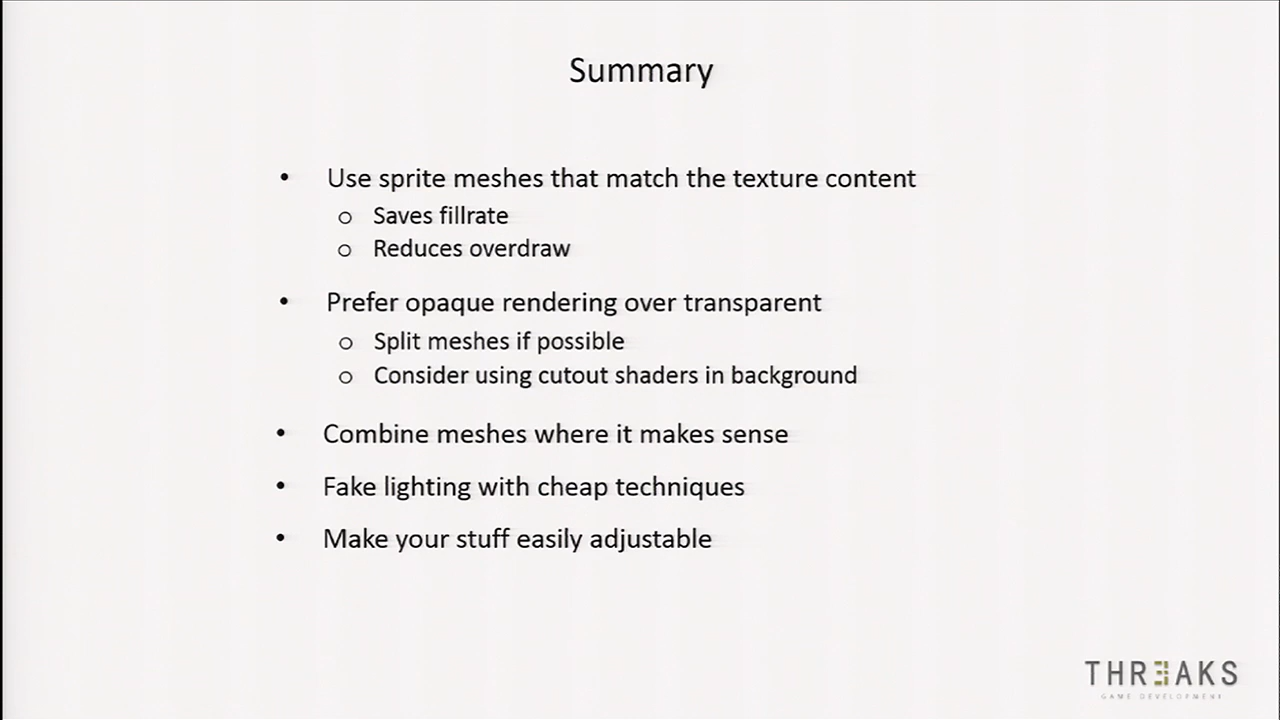 Summary
• Use sprite meshes that match the texture content
o Saves fillrate
o Reduces overdraw
• Prefer opaque rendering over transparent
o Split meshes if possible
o Consider using cutout shaders in background
• Combine meshes where it makes sense
• Fake lighting with cheap techniques
• Make your stuff easily adjustable
THREAKS
GAME DEVELOPMENT